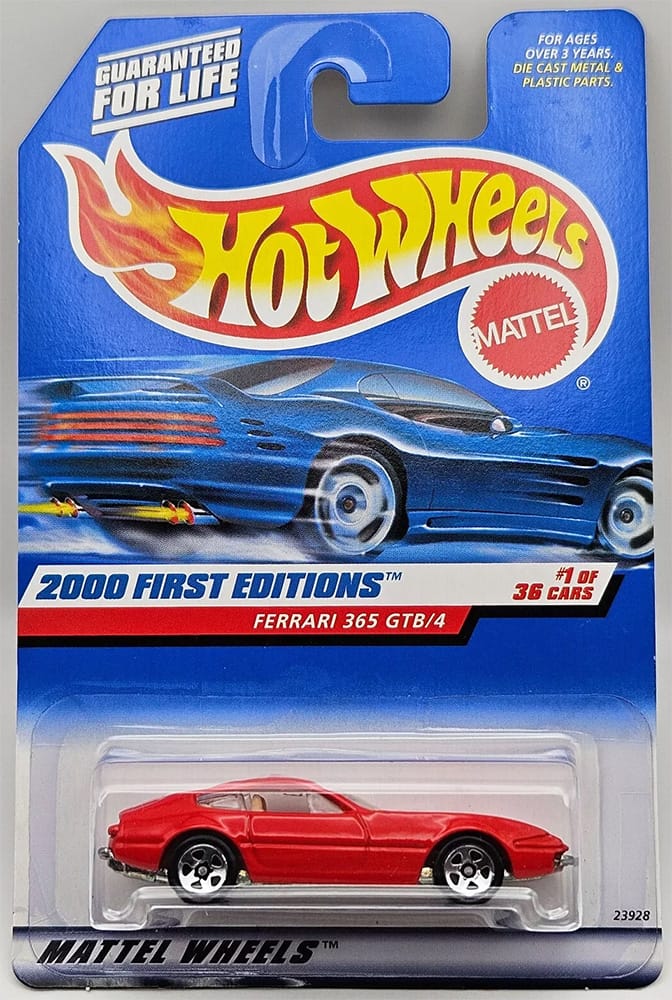 GUARANTEED
FOR LIFE
FOR AGES
OVER 3 YEARS.
DIE CAST METAL &
PLASTIC PARTS.
HOT WHEELS
MATTEL
®
2000 FIRST EDITIONS™
#1 OF
36 CARS
FERRARI 365 GTB/4
23928
MATTEL WHEELS™